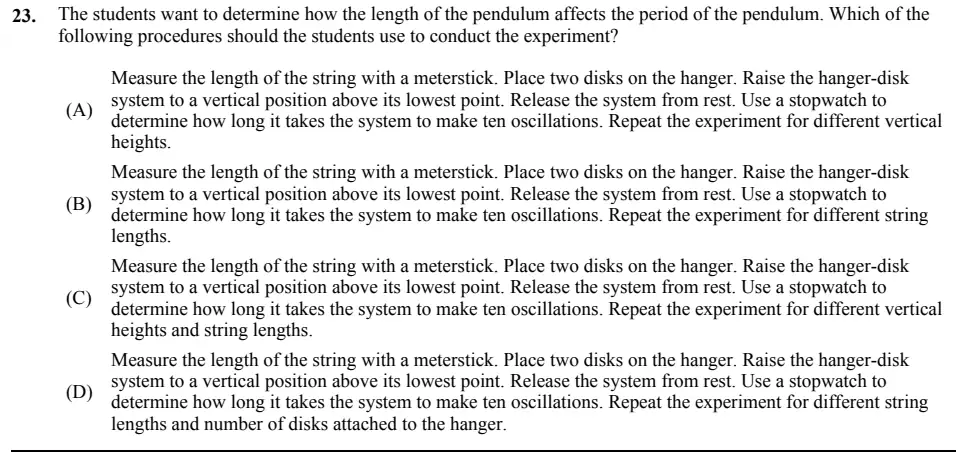 23. The students want to determine how the length of the pendulum affects the period of the pendulum. Which of the
following procedures should the students use to conduct the experiment?
(A) Measure the length of the string with a meterstick. Place two disks on the hanger. Raise the hanger-disk
system to a vertical position above its lowest point. Release the system from rest. Use a stopwatch to
determine how long it takes the system to make ten oscillations. Repeat the experiment for different vertical
heights.
(B) Measure the length of the string with a meterstick. Place two disks on the hanger. Raise the hanger-disk
system to a vertical position above its lowest point. Release the system from rest. Use a stopwatch to
determine how long it takes the system to make ten oscillations. Repeat the experiment for different string
lengths.
(C) Measure the length of the string with a meterstick. Place two disks on the hanger. Raise the hanger-disk
system to a vertical position above its lowest point. Release the system from rest. Use a stopwatch to
determine how long it takes the system to make ten oscillations. Repeat the experiment for different vertical
heights and string lengths.
(D) Measure the length of the string with a meterstick. Place two disks on the hanger. Raise the hanger-disk
system to a vertical position above its lowest point. Release the system from rest. Use a stopwatch to
determine how long it takes the system to make ten oscillations. Repeat the experiment for different string
lengths and number of disks attached to the hanger.